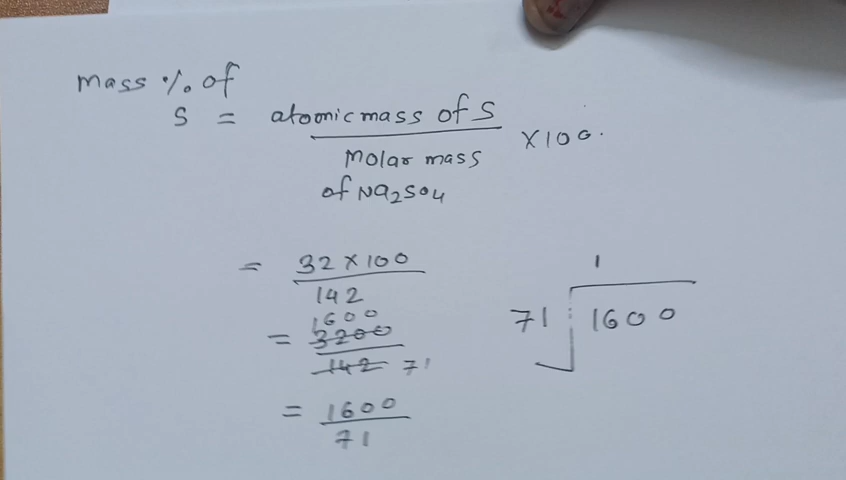 mass % of
S = atomic mass of S
Molar mass
of Na2SO4
X 100.
= 32 X 100
142
1600
= 3200
142 71
= 1600
71
1
71 1600